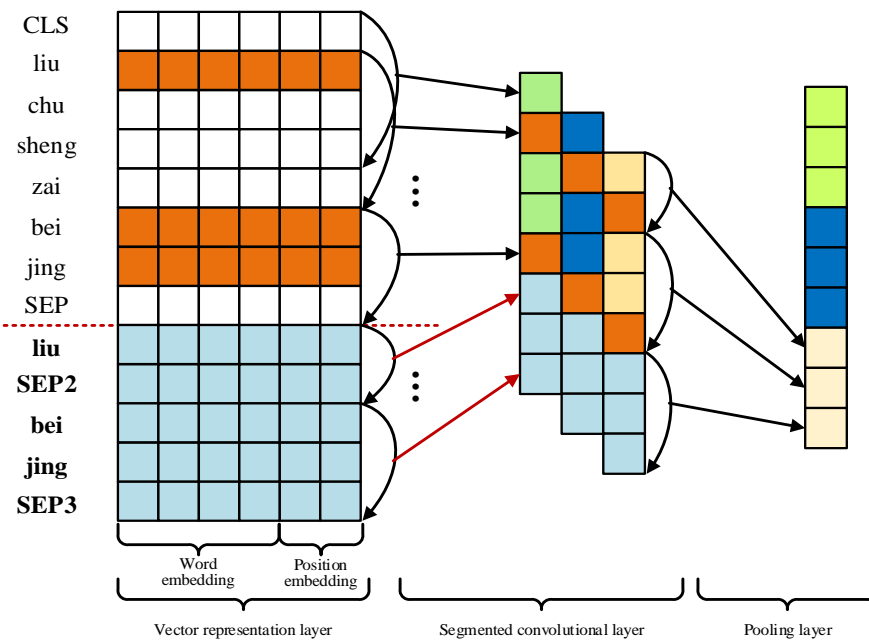 CLS
liu
chu
sheng
zai
bei
jing
SEP
liu
SEP2
bei
jing
SEP3
Word
embedding
Position
embedding
Vector representation layer
Segmented convolutional layer
Pooling layer